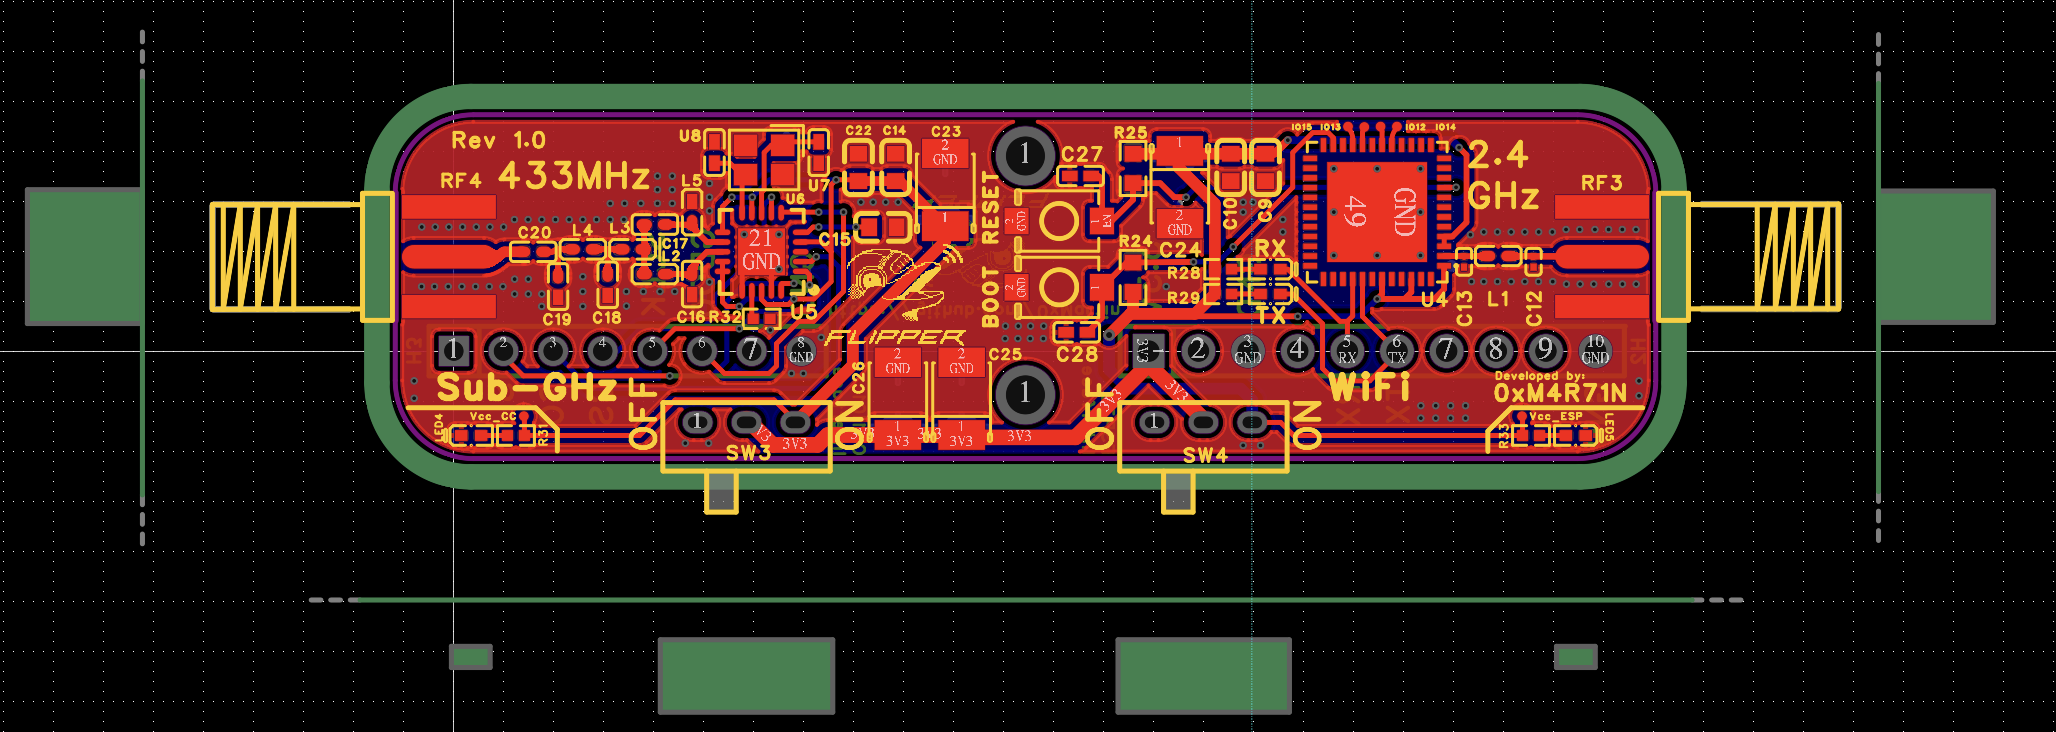 Rev 1.0
433MHz
RF4
U8
U7
U6
L5
C20
L4
L3
C17
L2
C19
C18
C16
R32
U5
21
GND
C22
C14
C23
2
GND
1
C15
FLIPPER
1
C27
RESET
2
GND
EN
BOOT
2
GND
1
C28
R25
1
2
GND
C24
R24
R28
R29
C10
C9
RX
TX
IO15
IO13
IO12
IO14
49
GND
U4
2.4
GHz
RF3
C13
L1
C12
1
2
3
4
5
6
7
8
GND
H3
Sub-GHz
LED4
Vcc_CC
R31
OFF
1
3V3
3V3
ON
SW3
C26
2
GND
2
GND
C25
1
3V3
1
3V3
3V3
1
3V3
3V3
3V3
2
3
GND
4
5
RX
6
TX
7
8
9
10
GND
H2
WiFi
Developed by:
0xM4R71N
OFF
1
ON
SW4
R33
Vcc_ESP
LED5